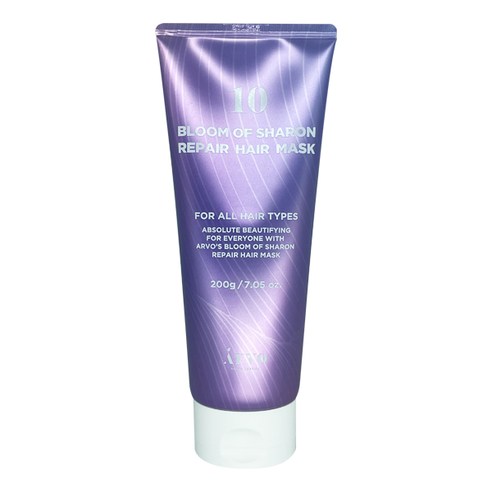 10
BLOOM OF SHARON
REPAIR HAIR MASK
FOR ALL HAIR TYPES
ABSOLUTE BEAUTIFYING
FOR EVERYONE WITH
ARVO'S BLOOM OF SHARON
REPAIR HAIR MASK
200g / 7.05 oz.
Arvo